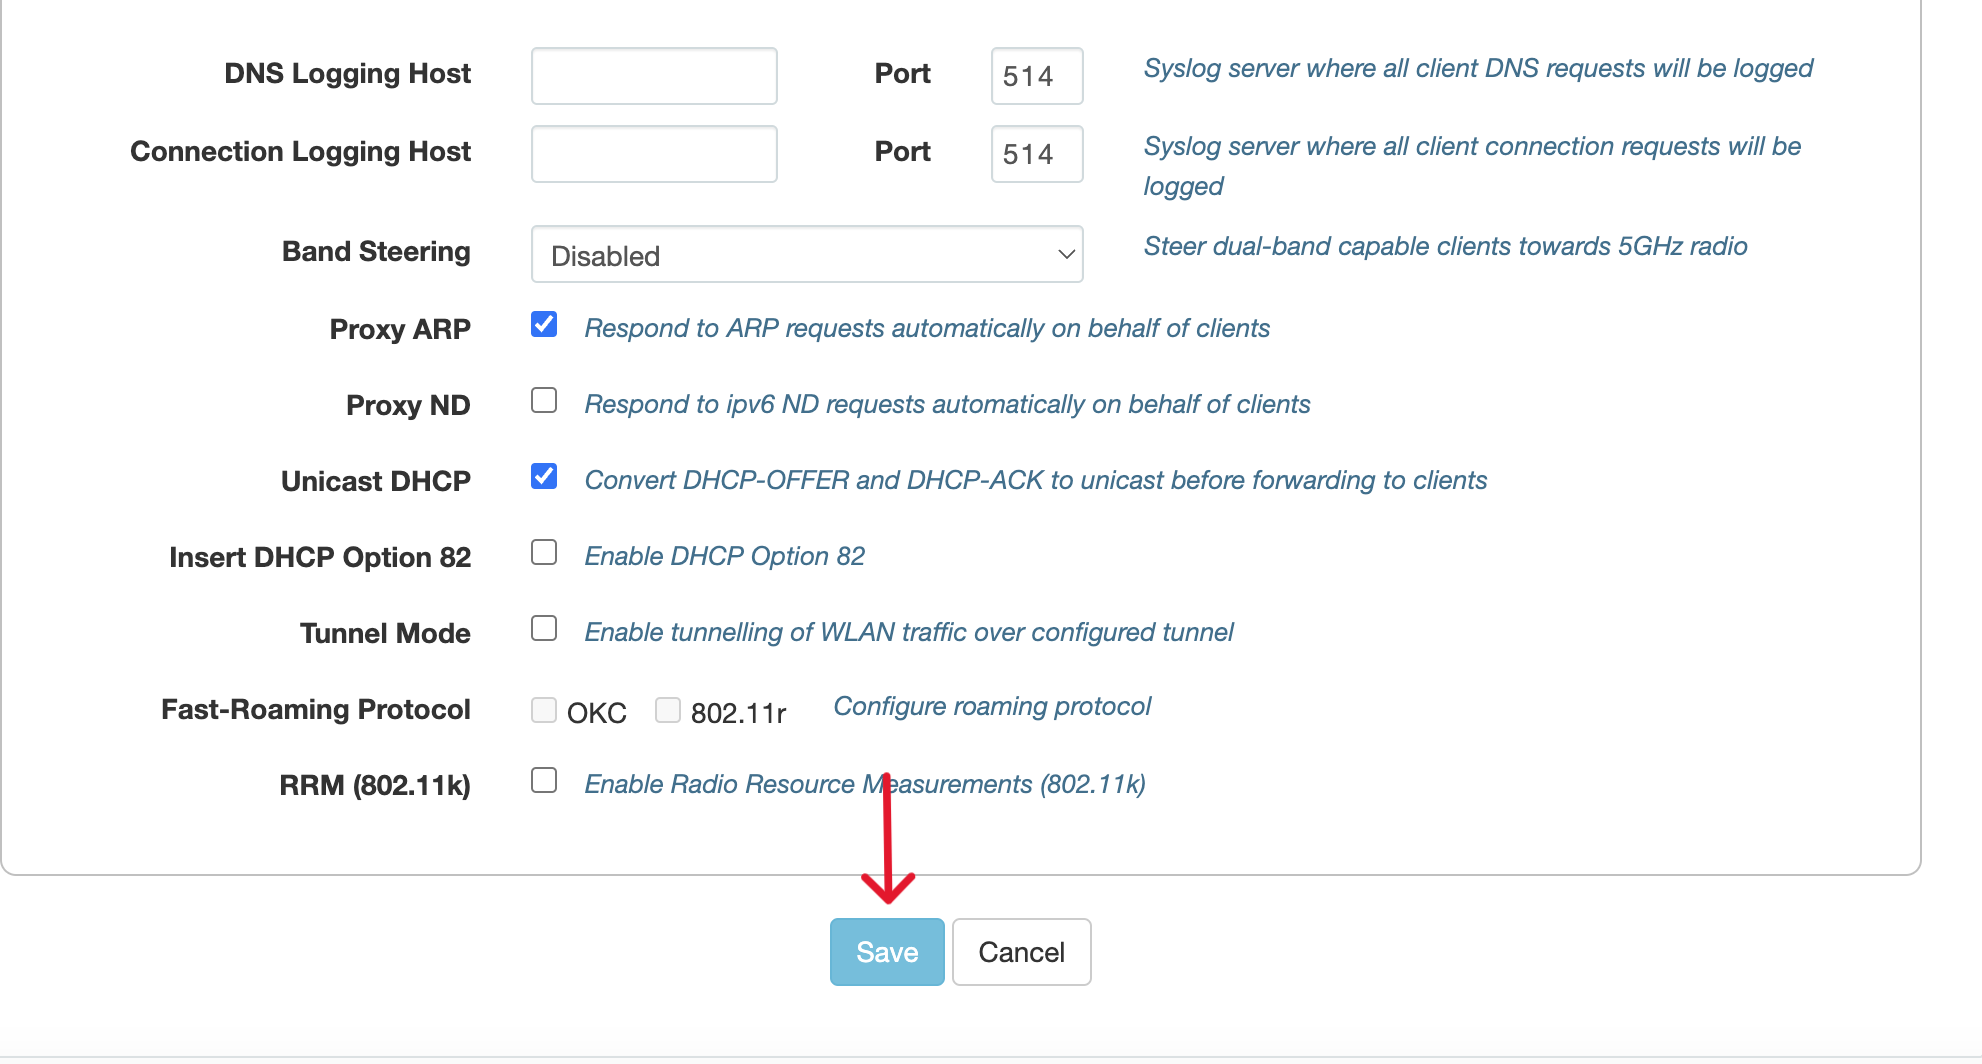 DNS Logging Host Port 514 Syslog server where all client DNS requests will be logged
Connection Logging Host Port 514 Syslog server where all client connection requests will be
logged
Band Steering Disabled Steer dual-band capable clients towards 5GHz radio
Proxy ARP Respond to ARP requests automatically on behalf of clients
Proxy ND Respond to ipv6 ND requests automatically on behalf of clients
Unicast DHCP Convert DHCP-OFFER and DHCP-ACK to unicast before forwarding to clients
Insert DHCP Option 82 Enable DHCP Option 82
Tunnel Mode Enable tunnelling of WLAN traffic over configured tunnel
Fast-Roaming Protocol OKC 802.11r Configure roaming protocol
RRM (802.11k) Enable Radio Resource Measurements (802.11k)
Save Cancel